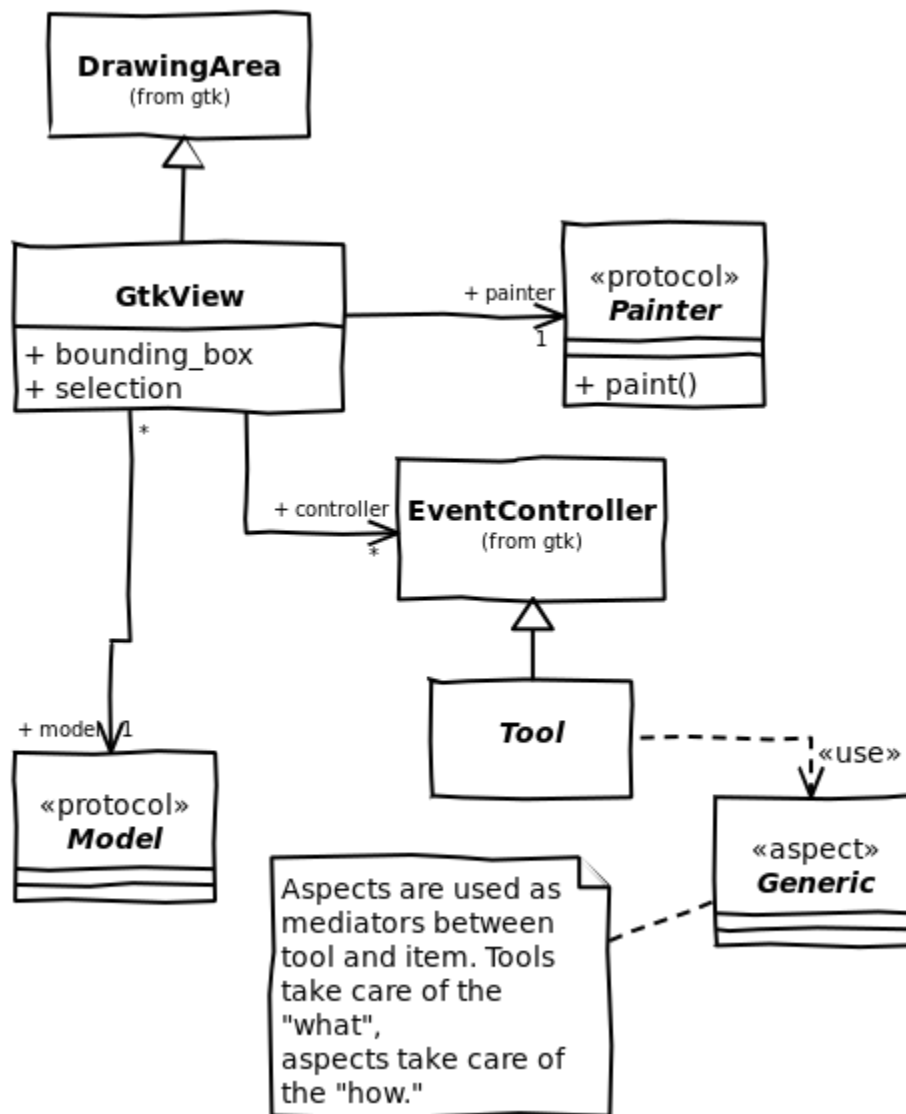 DrawingArea
(from gtk)
GtkView
+ bounding_box
+ selection
+ painter
1
«protocol»
Painter
+ paint()
*
+ controller
*
EventController
(from gtk)
Tool
«use»
+ model
1
«protocol»
Model
«aspect»
Generic
Aspects are used as
mediators between
tool and item. Tools
take care of the
"what",
aspects take care of
the "how."